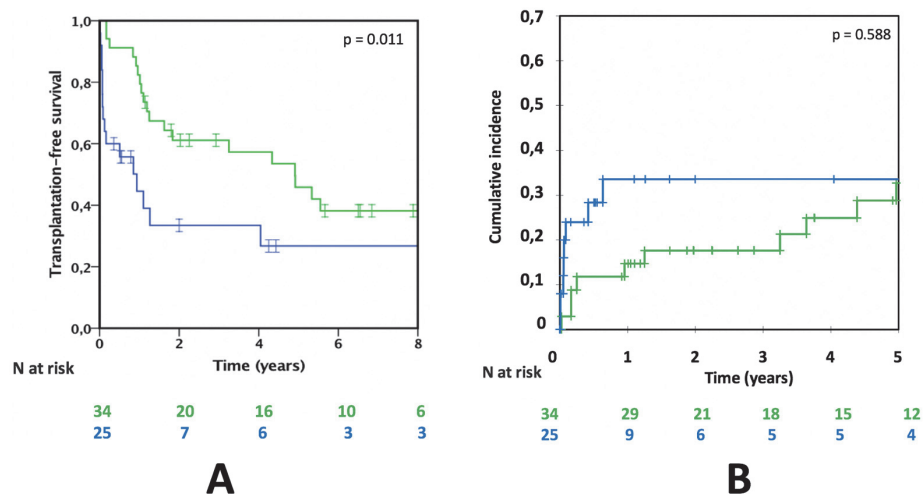 p = 0.011
1,0
0,8
0,6
0,4
0,2
0,0
Transplantation-free survival
0 2 4 6 8
Time (years)
N at risk
34 20 16 10 6
25 7 6 3 3
A
p = 0.588
0,7
0,6
0,5
0,4
0,3
0,2
0,1
0
Cumulative incidence
0 1 2 3 4 5
Time (years)
N at risk
34 29 21 18 15 12
25 9 6 5 5 4
B